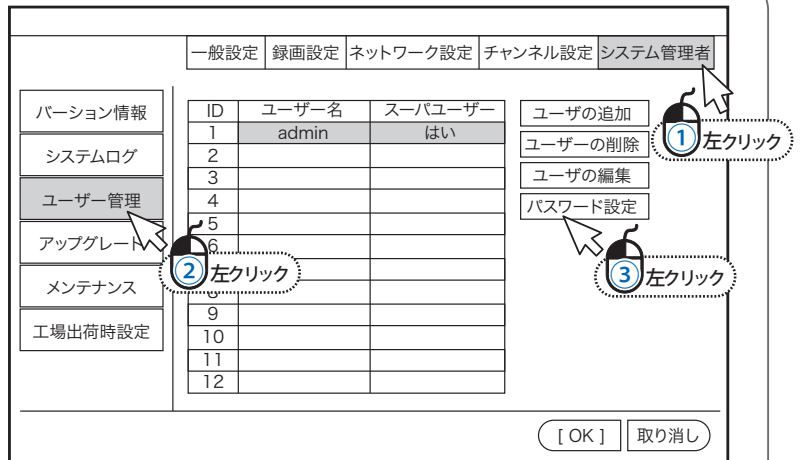 一般設定 録画設定 ネットワーク設定 チャンネル設定 システム管理者
バーション情報
システムログ
ユーザー管理
アップグレード
メンテナンス
工場出荷時設定
ID ユーザー名 スーパユーザー
1 admin はい
2
3
4
5
6
8
9
10
11
12
ユーザの追加
ユーザーの削除
ユーザの編集
パスワード設定
1 左クリック
2 左クリック
3 左クリック
[ OK ] 取り消し